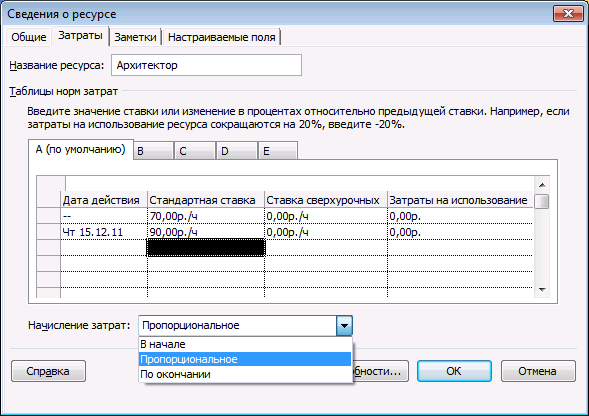 Сведения о ресурсе
Общие Затраты Заметки Настраиваемые поля
Название ресурса: Архитектор
Таблицы норм затрат
Введите значение ставки или изменение в процентах относительно предыдущей ставки. Например, если
затраты на использование ресурса сокращаются на 20%, введите -20%.
A (по умолчанию) B C D E
Дата действия Стандартная ставка Ставка сверхурочных Затраты на использование
-- 70,00р./ч 0,00р./ч 0,00р.
Чт 15.12.11 90,00р./ч 0,00р./ч 0,00р.
Начисление затрат: Пропорциональное
В начале
Пропорциональное
По окончании
Справка бности... ОК Отмена